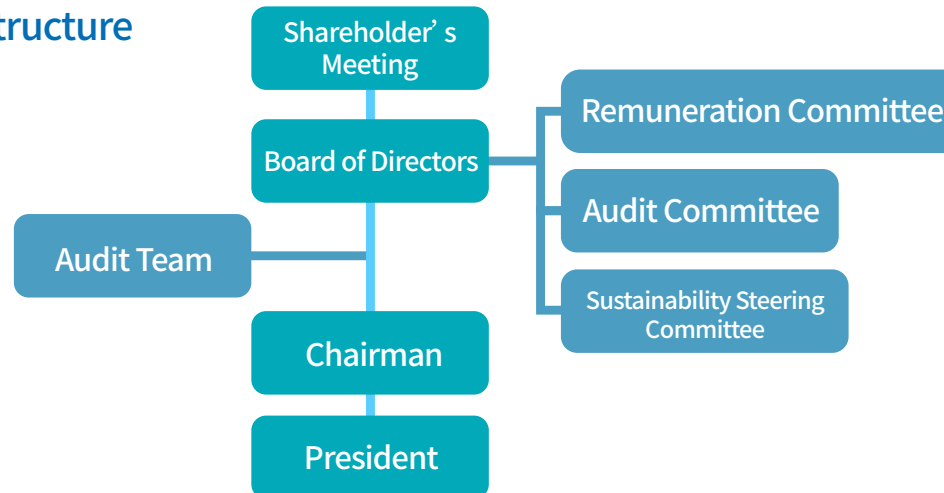 tructure
Shareholder’s
Meeting
Remuneration Committee
Board of Directors
Audit Committee
Audit Team
Sustainability Steering
Committee
Chairman
President